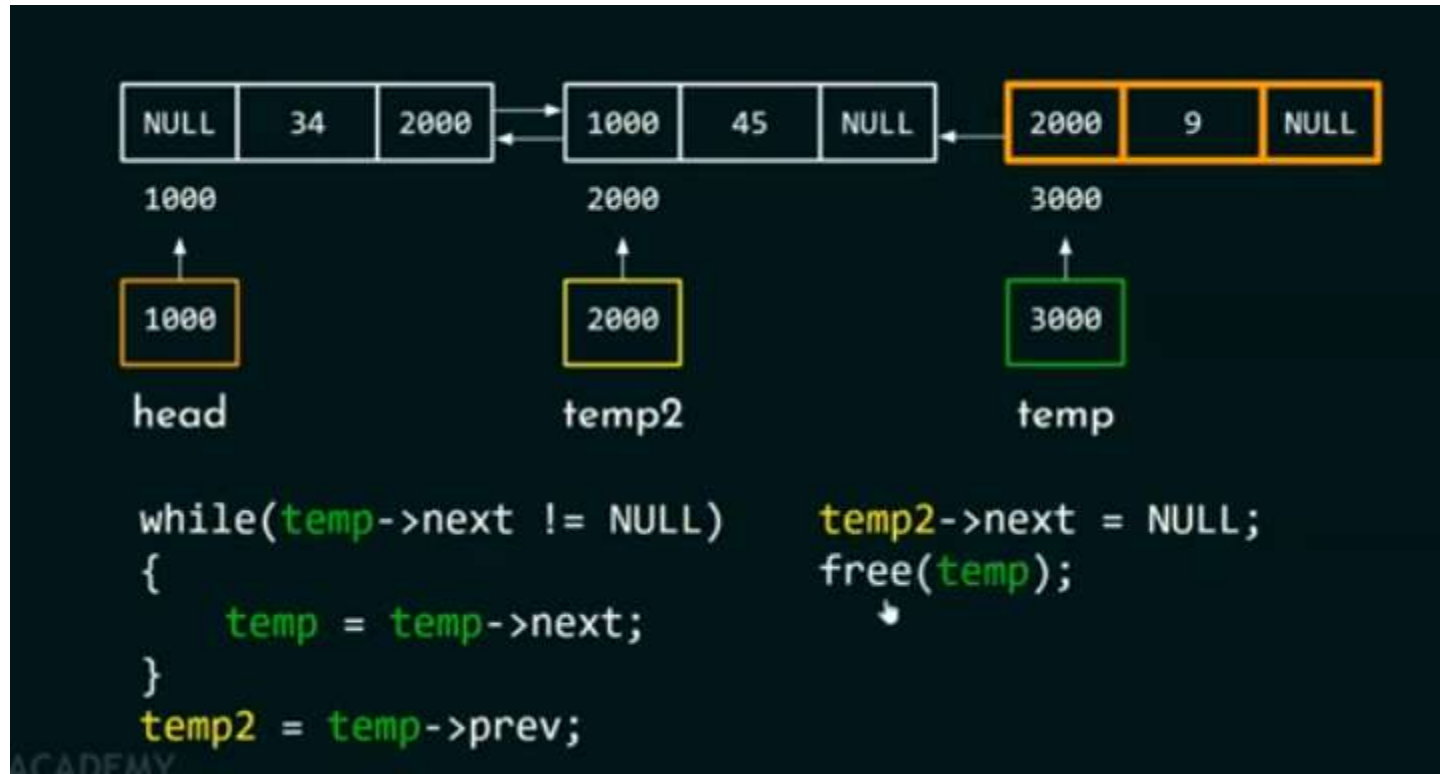 NULL 34 2000 1000 45 NULL 2000 9 NULL
1000 2000 3000
1000 2000 3000
head temp2 temp
while(temp->next != NULL)
{
temp = temp->next;
}
temp2 = temp->prev;
temp2->next = NULL;
free(temp);
ACADEMY